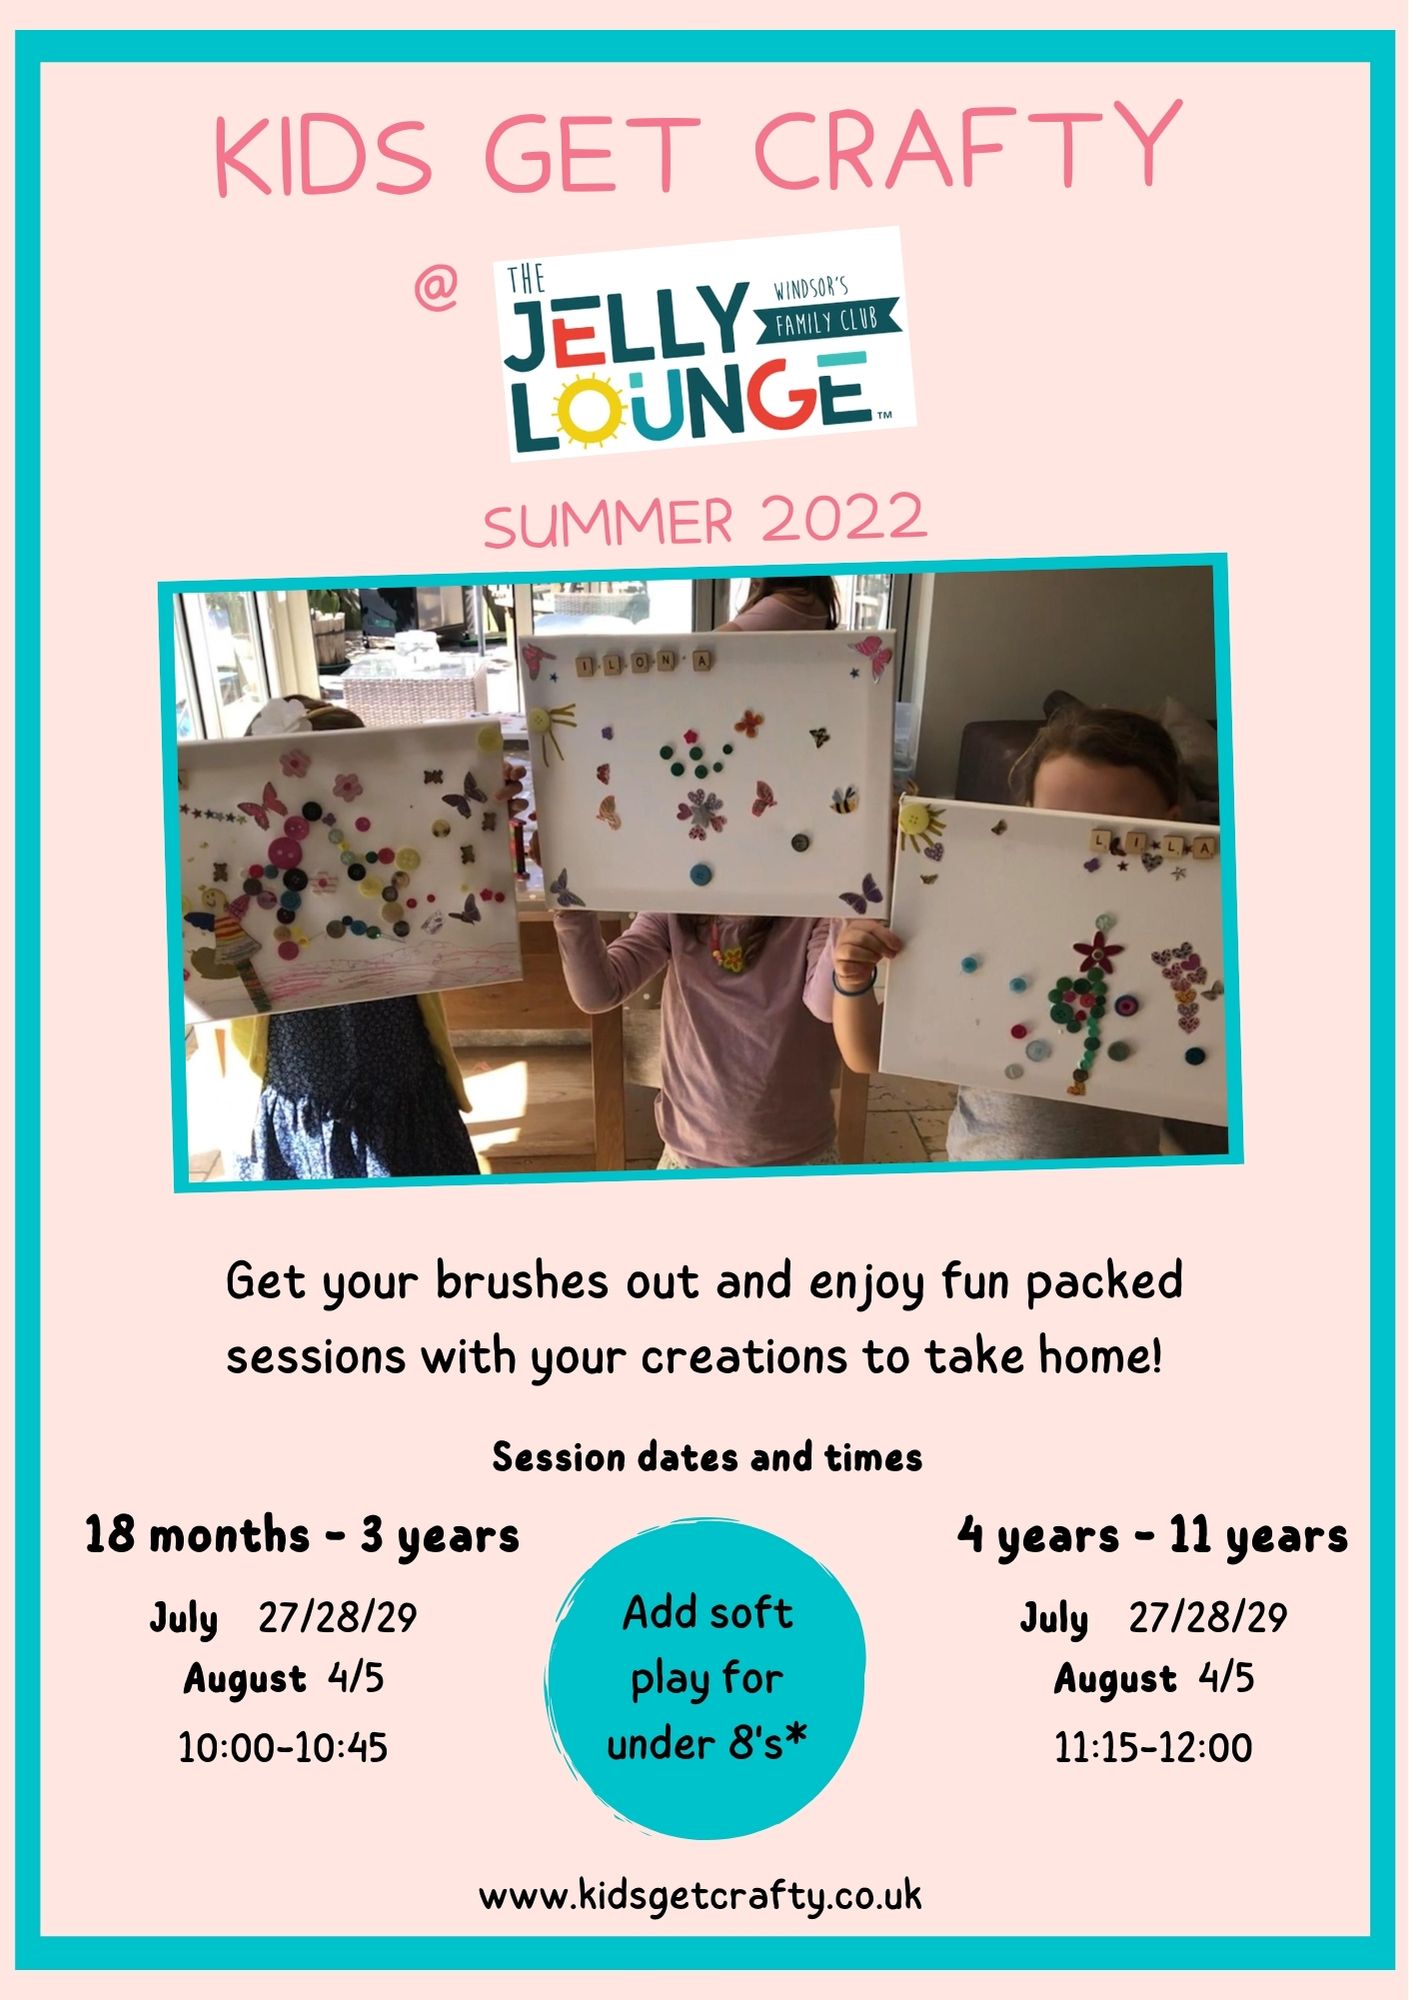 KIDS GET CRAFTY
@
THE
JELLY
WINDSOR'S
FAMILY CLUB
LOUNGE™
SUMMER 2022
ILONA
LILA
Get your brushes out and enjoy fun packed
sessions with your creations to take home!
Session dates and times
18 months - 3 years
July 27/28/29
August 4/5
10:00-10:45
Add soft
play for
under 8's*
4 years - 11 years
July 27/28/29
August 4/5
11:15-12:00
www.kidsgetcrafty.co.uk